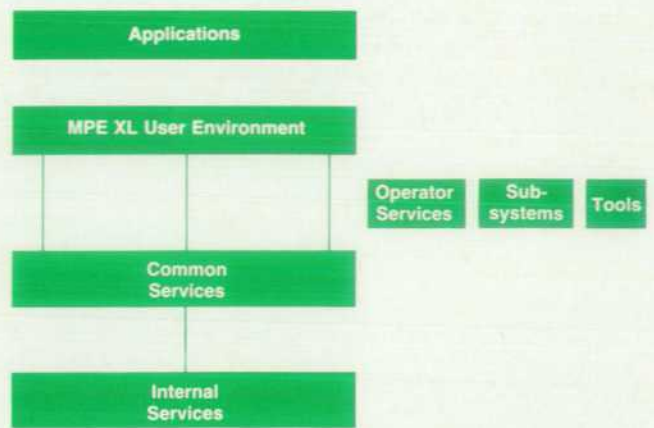 Applications
MPE XL User Environment
Operator
Services
Sub-
systems
Tools
Common
Services
Internal
Services